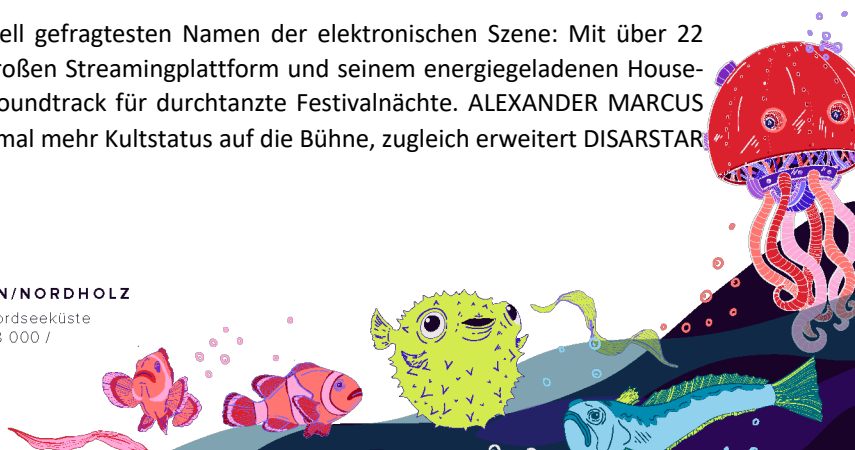 ell gefragtesten Namen der elektronischen Szene: Mit über 22
roßen Streamingplattform und seinem energiegeladenen House-
oundtrack für durchtanzte Festivalnächte. ALEXANDER MARCUS
mal mehr Kultstatus auf die Bühne, zugleich erweitert DISARSTAR
N/NORDHOLZ
ordseeküste
3 000 /